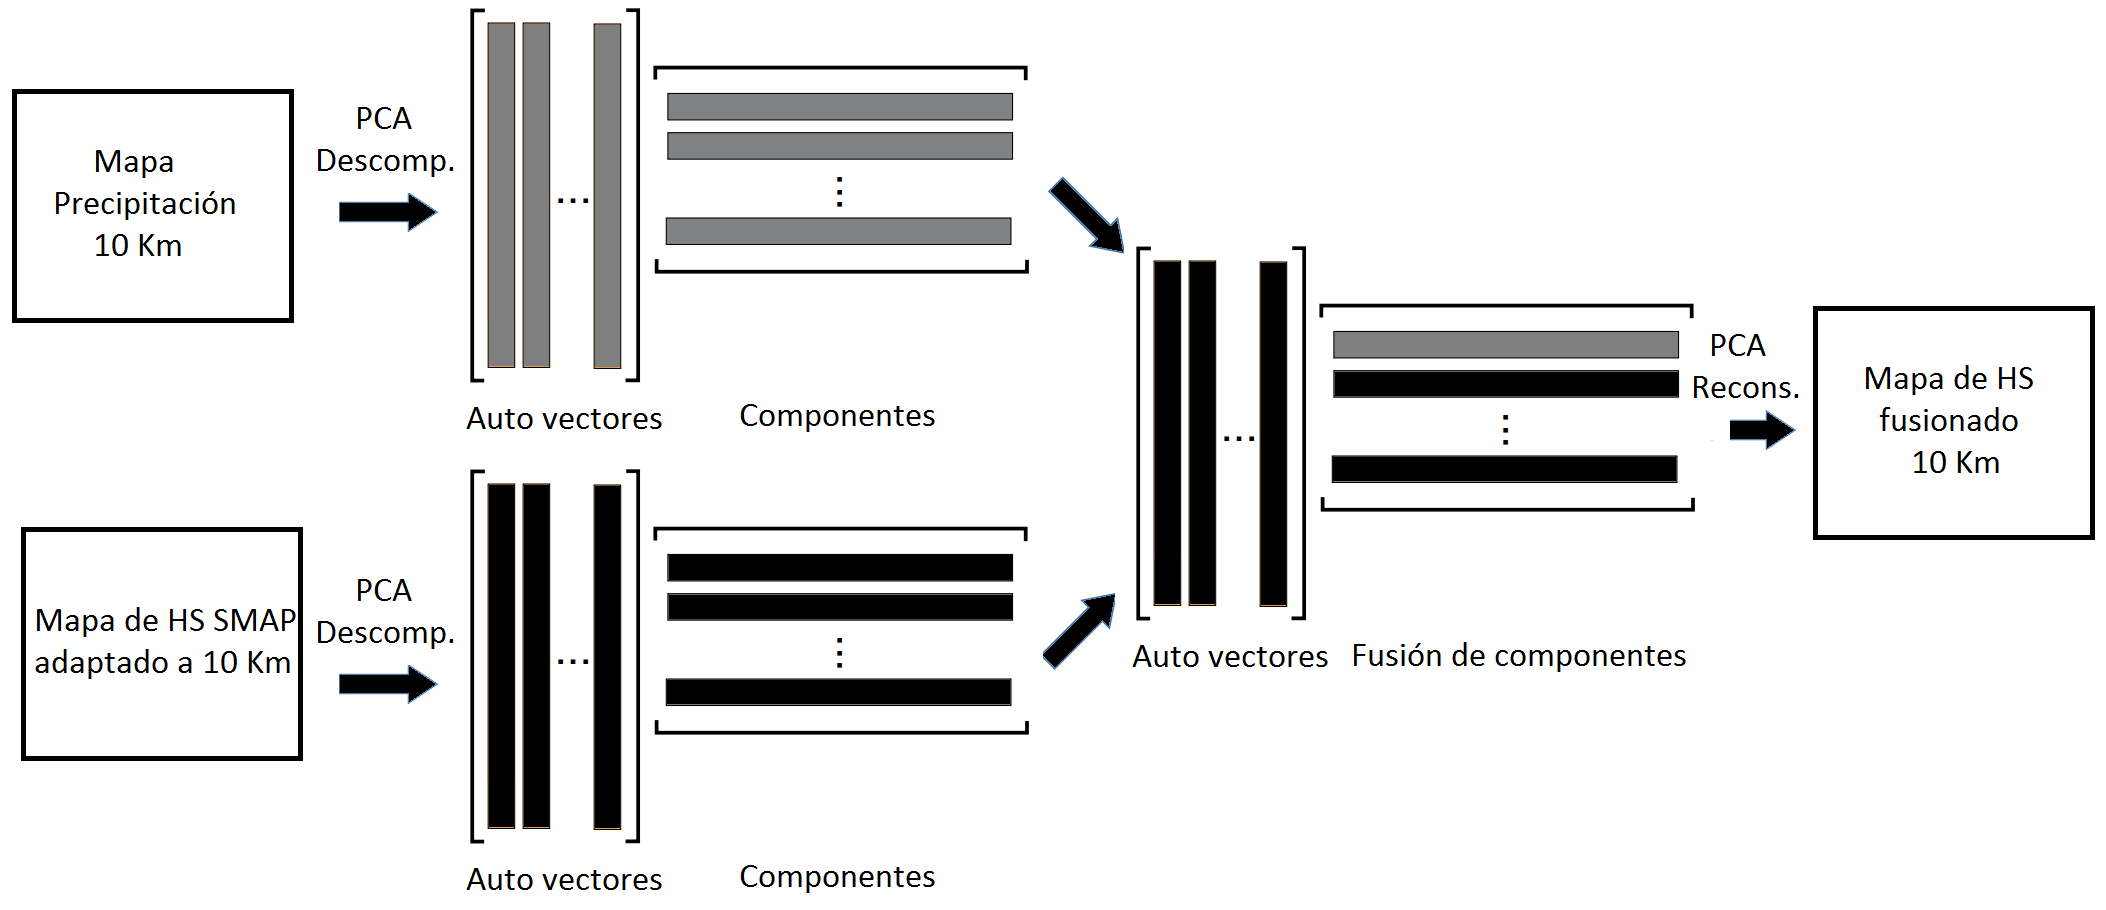 Mapa
Precipitación
10 Km
PCA
Descomp.
...
⋮
Auto vectores
Componentes
Mapa de HS SMAP
adaptado a 10 Km
PCA
Descomp.
...
⋮
Auto vectores
Componentes
...
⋮
Auto vectores
Fusión de componentes
PCA
Recons.
Mapa de HS
fusionado
10 Km